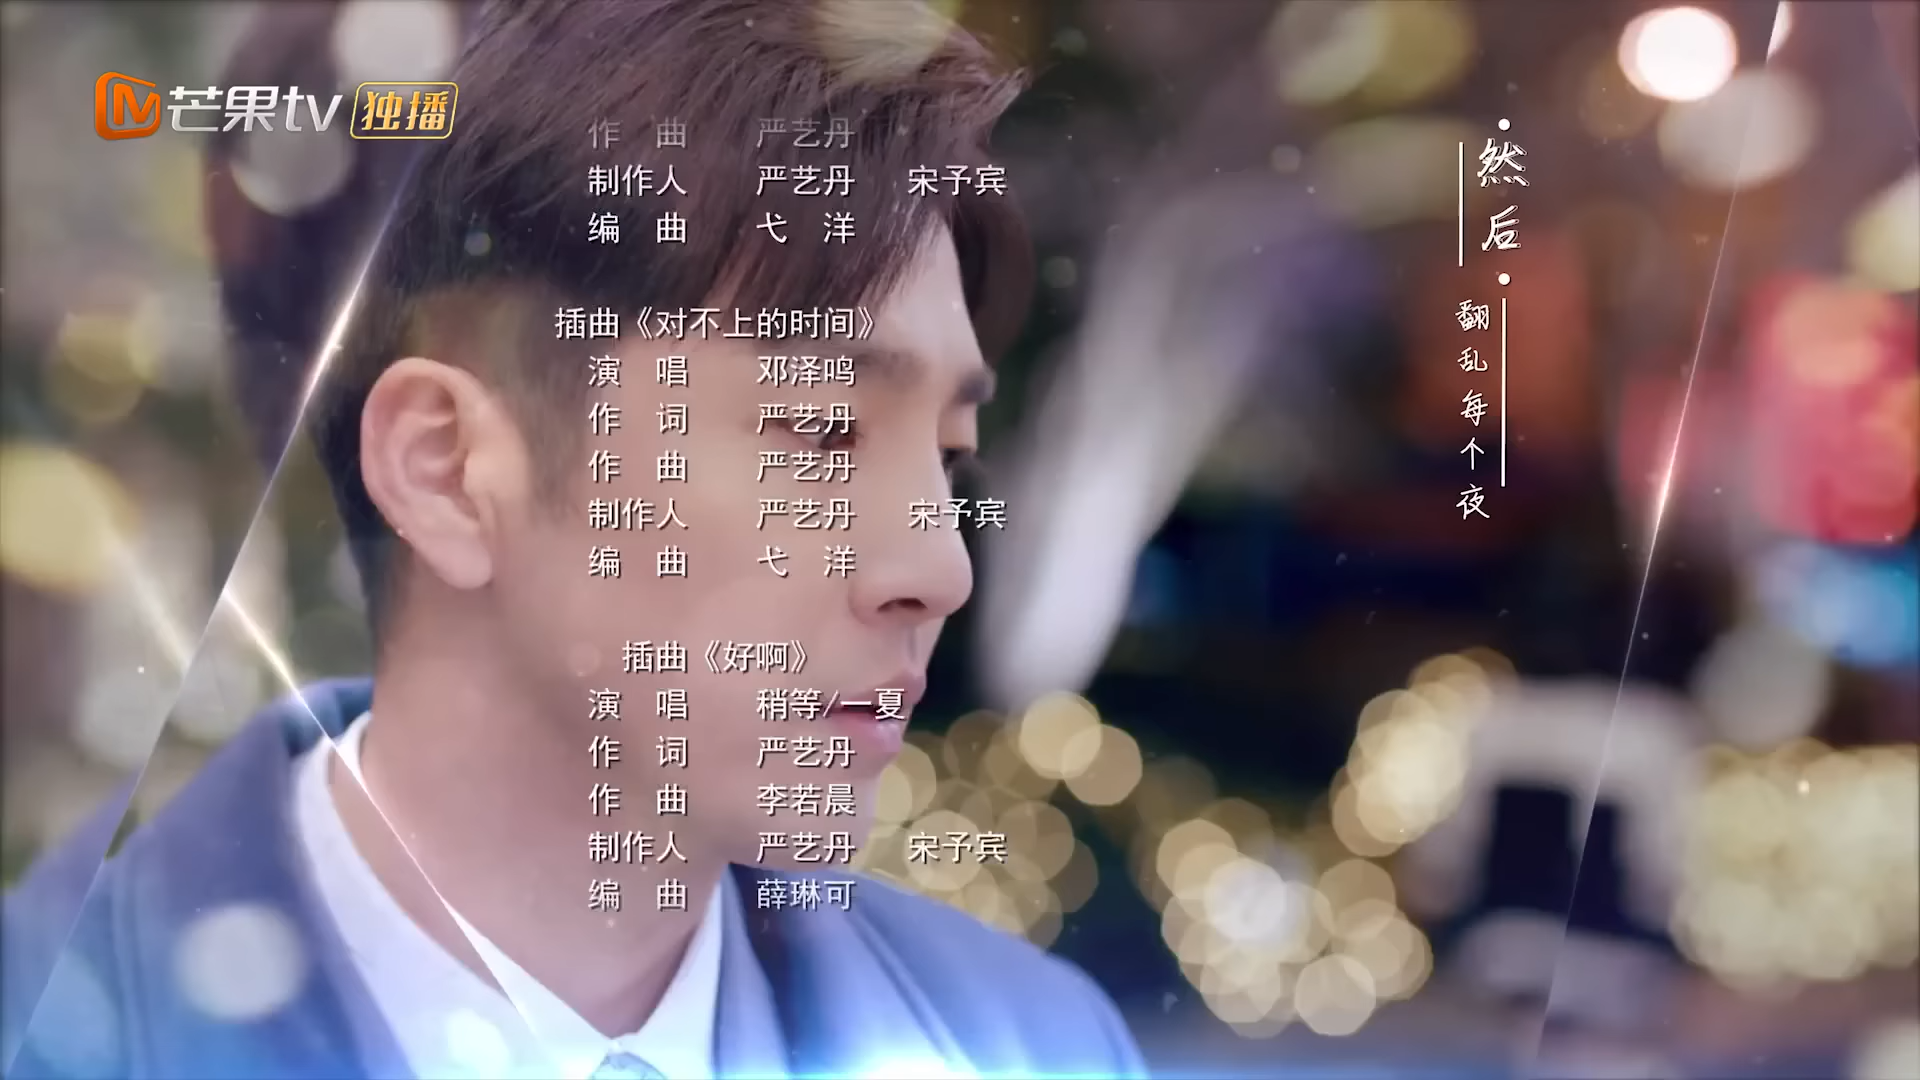 芒果tv 独播
作 曲 严艺丹
制作人 严艺丹 宋予宾
编 曲 弋 洋
插曲《对不上的时间》
演 唱 邓泽鸣
作 词 严艺丹
作 曲 严艺丹
制作人 严艺丹 宋予宾
编 曲 弋 洋
插曲《好啊》
演 唱 稍等/一夏
作 词 严艺丹
作 曲 李若晨
制作人 严艺丹 宋予宾
编 曲 薛琳可
然后
翻乱每个夜